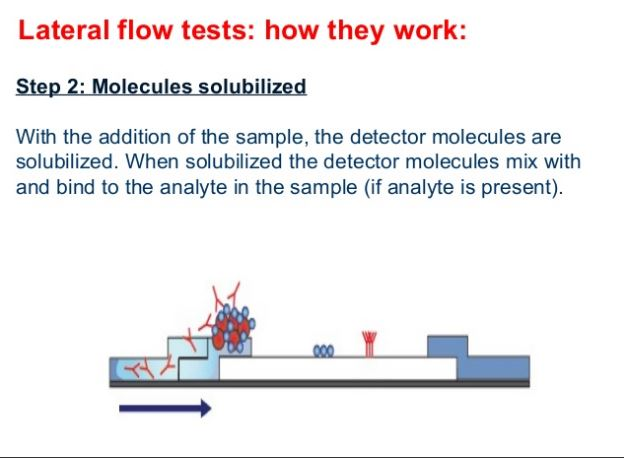 Lateral flow tests: how they work:
Step 2: Molecules solubilized
With the addition of the sample, the detector molecules are
solubilized. When solubilized the detector molecules mix with
and bind to the analyte in the sample (if analyte is present).